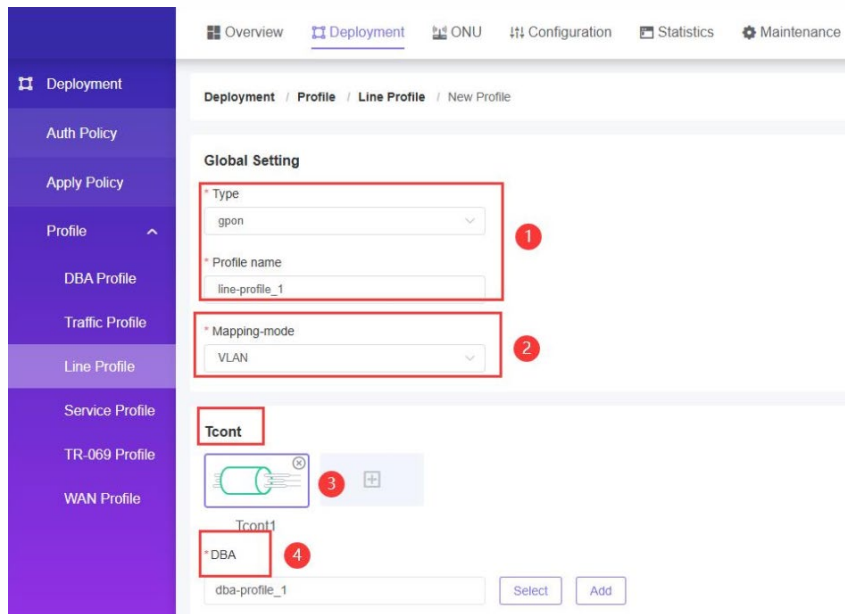 Overview Deployment ONU Configuration Statistics Maintenance
Deployment
Auth Policy
Apply Policy
Profile
DBA Profile
Traffic Profile
Line Profile
Service Profile
TR-069 Profile
WAN Profile
Deployment / Profile / Line Profile / New Profile
Global Setting
* Type
gpon
1
* Profile name
line-profile_1
* Mapping-mode
VLAN
2
Tcont
3
Tcont1
* DBA
4
dba-profile_1 Select Add